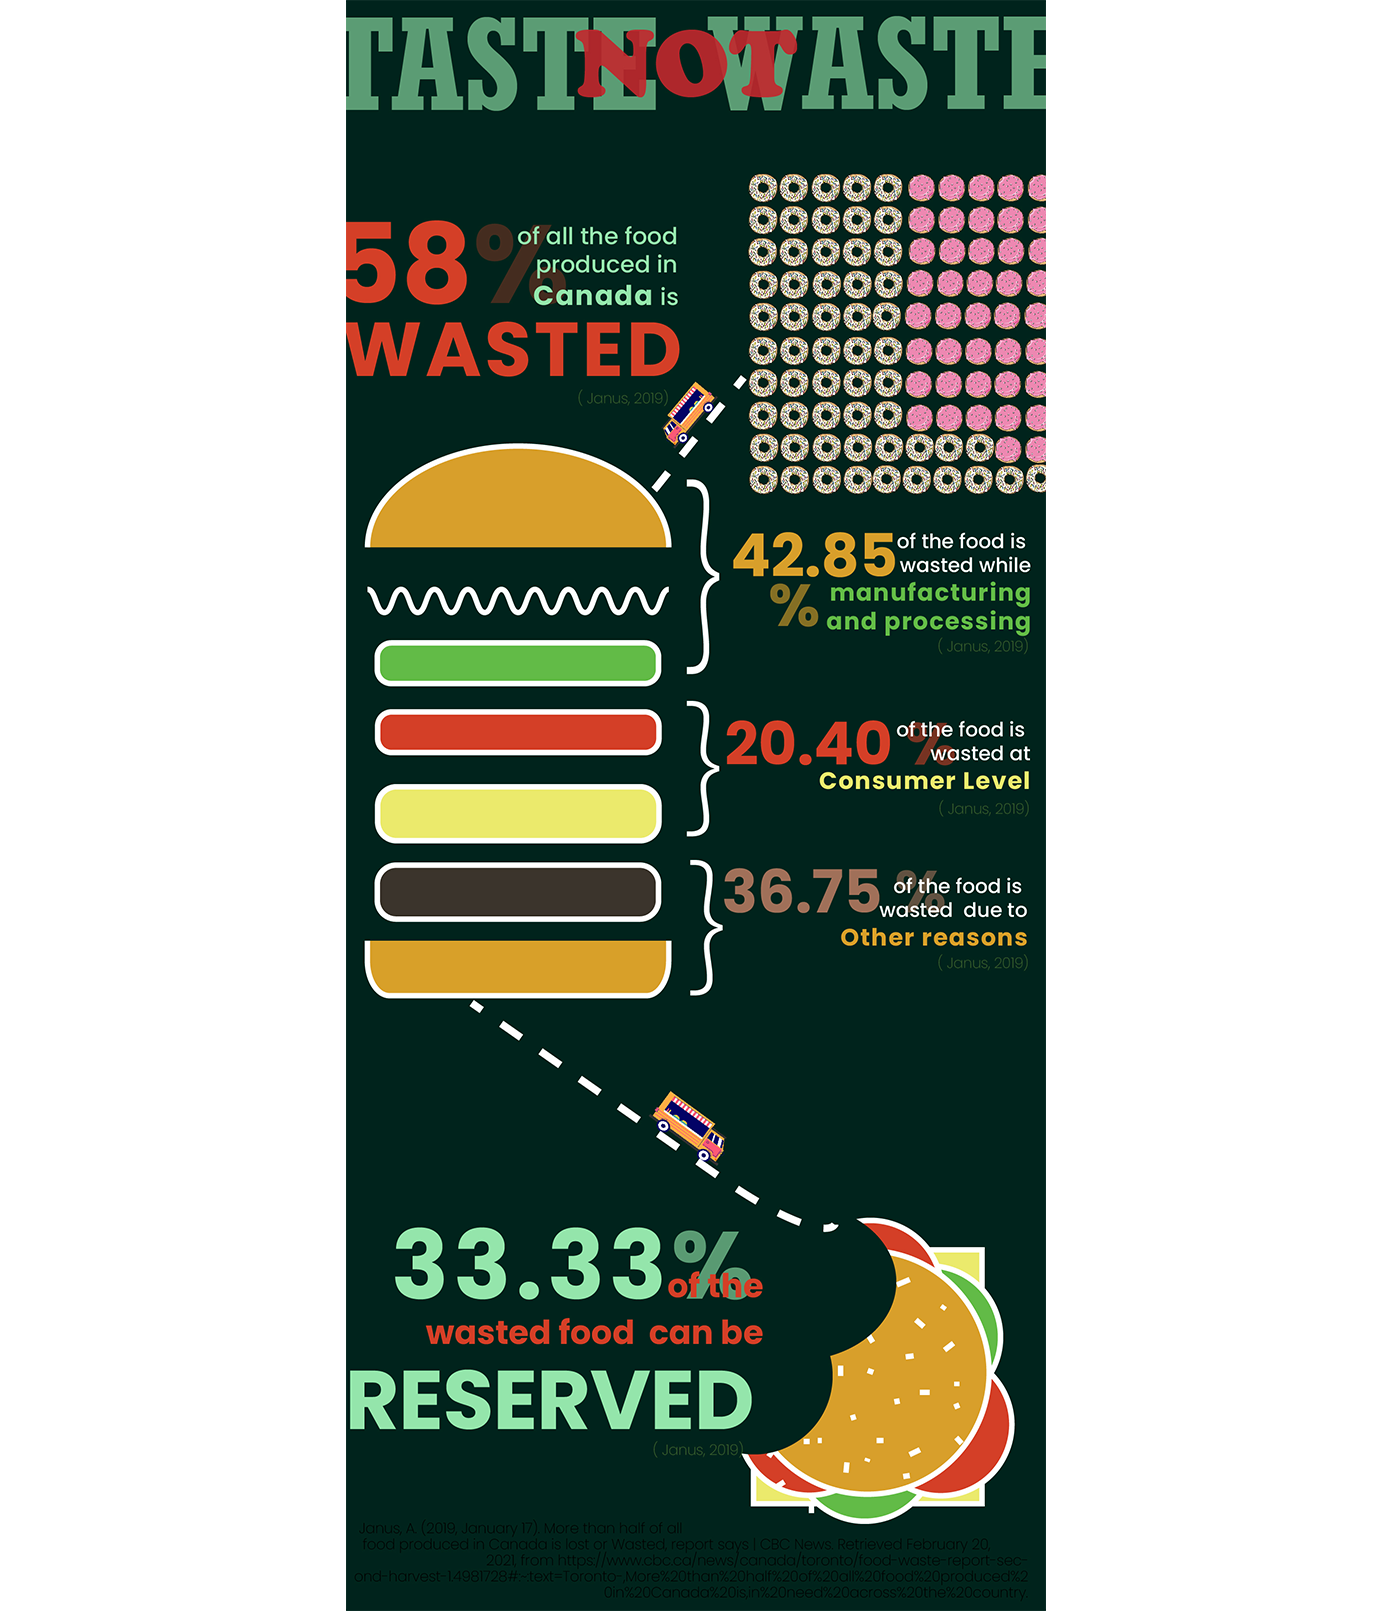 TASTE NOT WASTE
58% of all the food
produced in
Canada is
WASTED
( Janus, 2019)
42.85 of the food is
wasted while
% manufacturing
and processing
( Janus, 2019)
20.40 % of the food is
wasted at
Consumer Level
( Janus, 2019)
36.75 % of the food is
wasted due to
Other reasons
( Janus, 2019)
33.33% of the
wasted food can be
RESERVED
( Janus, 2019)
Janus, A. (2019, January 17). More than half of all
food produced in Canada is lost or Wasted, report says | CBC News. Retrieved February 20,
2021, from https://www.cbc.ca/news/canada/toronto/food-waste-report-sec-
ond-harvest-1.4981728#:~:text=Toronto-,More%20than%20half%20of%20all%20food%20produced%2
0in%20Canada%20is,in%20need%20across%20the%20country.